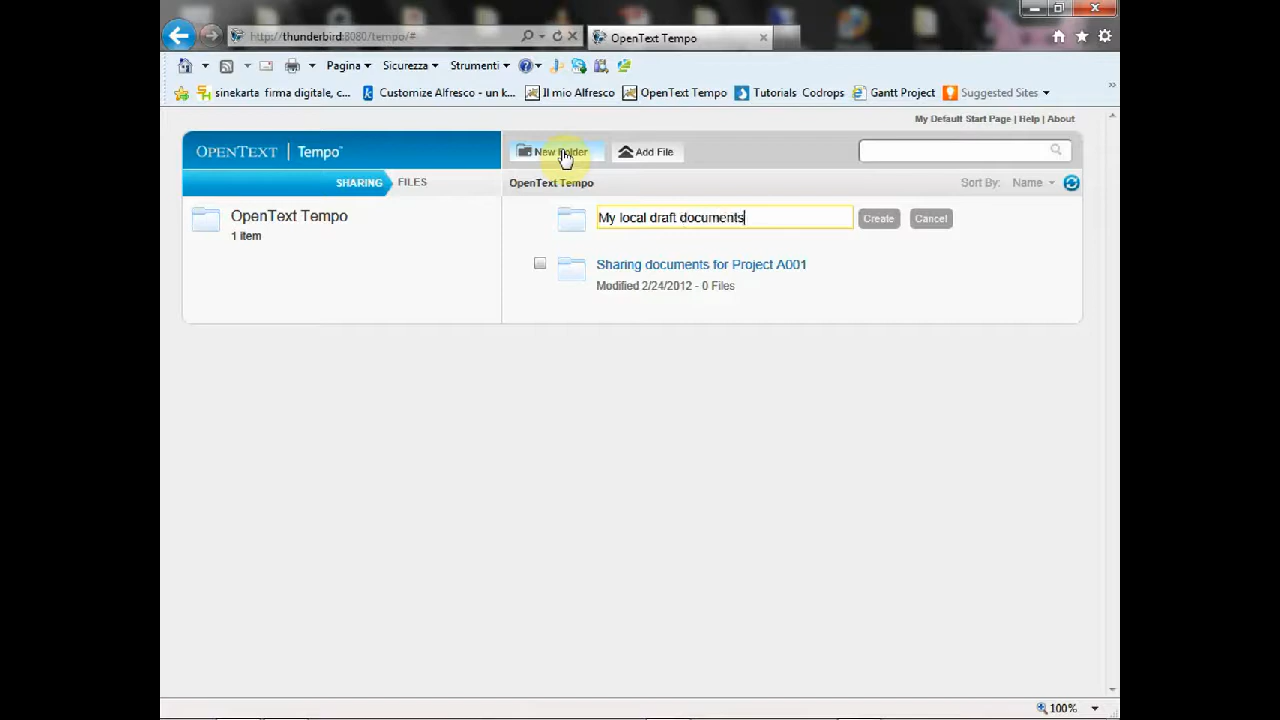 http://thunderbird:8080/tempo/#
OpenText Tempo
Pagina Sicurezza Strumenti
sinekarta firma digitale, c... Customize Alfresco - un k... Il mio Alfresco OpenText Tempo Tutorials Codrops Gantt Project Suggested Sites »
My Default Start Page | Help | About
OPENTEXT | Tempo™ New Folder Add File
SHARING FILES OpenText Tempo Sort By: Name
OpenText Tempo
1 item
My local draft documents Create Cancel
Sharing documents for Project A001
Modified 2/24/2012 - 0 Files
100%